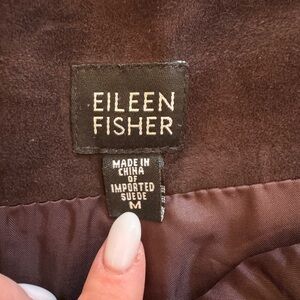 EILEEN
FISHER
MADE IN
CHINA
OF
IMPORTED
SUEDE
M